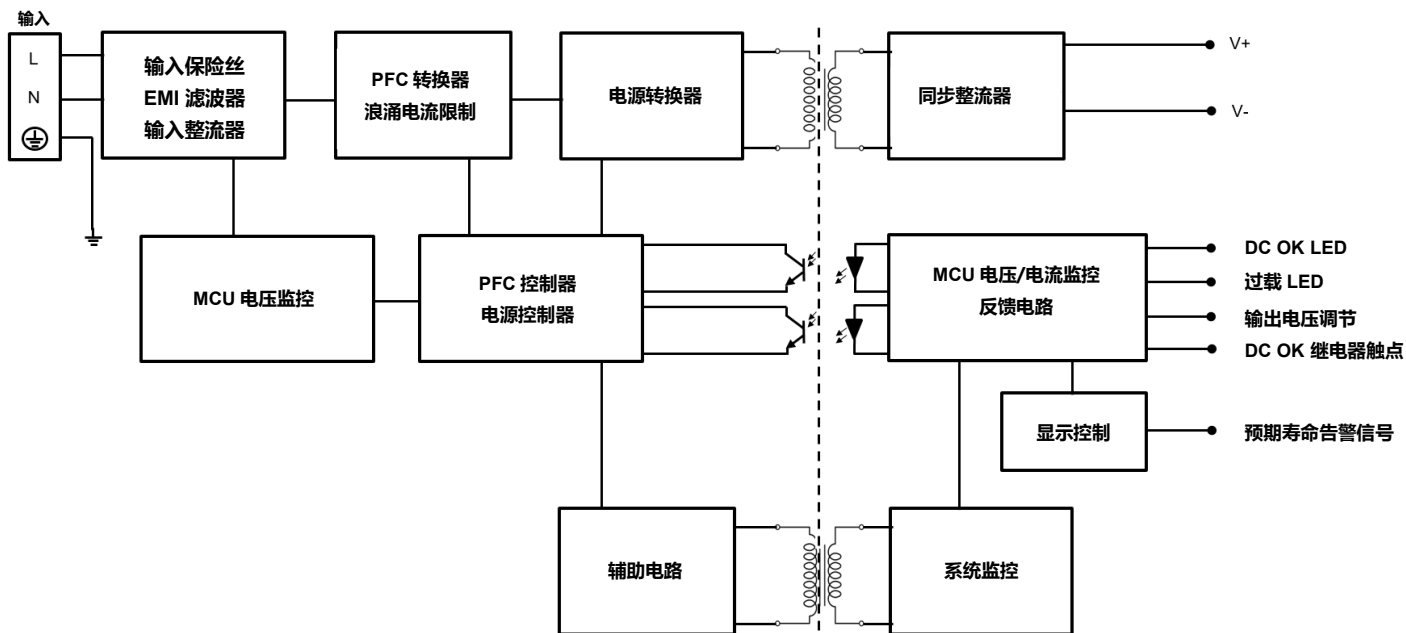 输入
L
N
输入保险丝
EMI 滤波器
输入整流器
PFC 转换器
浪涌电流限制
电源转换器
同步整流器
V+
V-
MCU 电压监控
PFC 控制器
电源控制器
MCU 电压/电流监控
反馈电路
DC OK LED
过载 LED
输出电压调节
DC OK 继电器触点
显示控制
预期寿命告警信号
辅助电路
系统监控